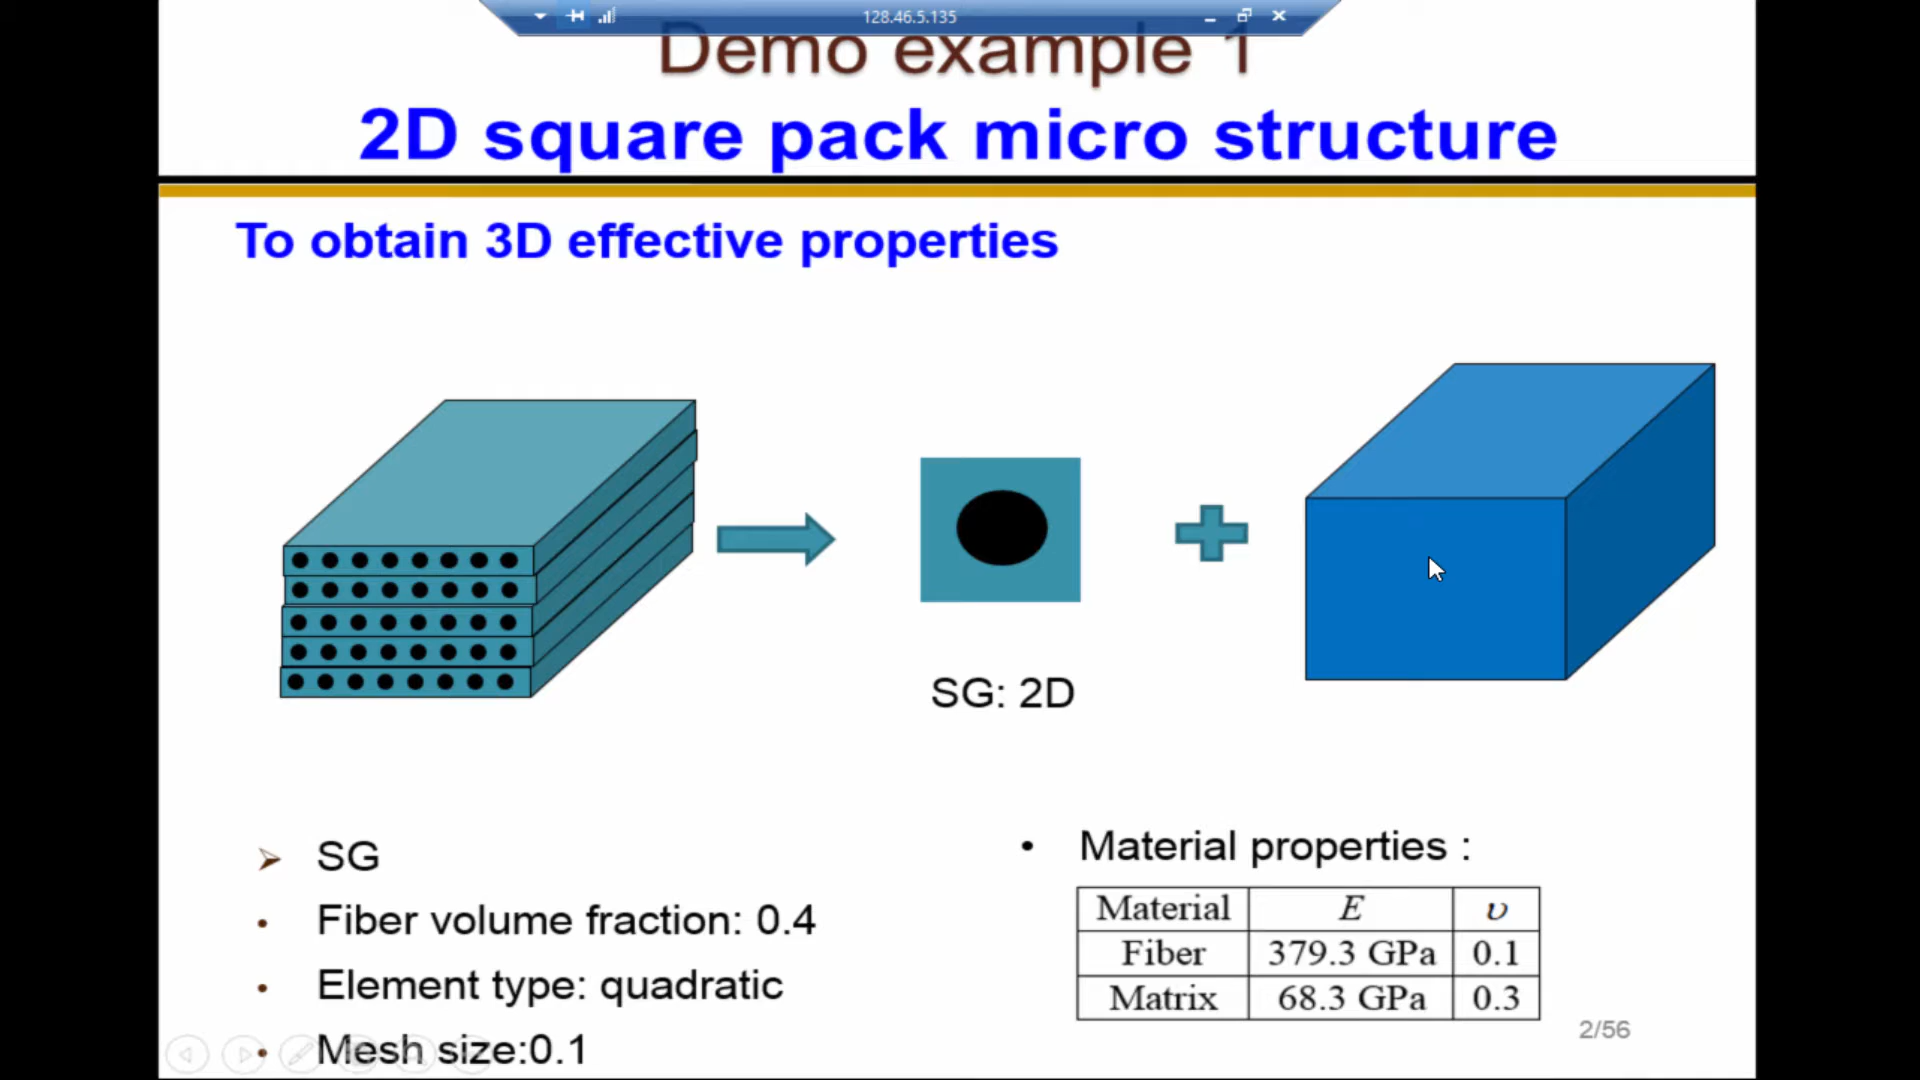 128.46.5.135
Demo example 1
2D square pack micro structure
To obtain 3D effective properties
SG: 2D
SG
Fiber volume fraction: 0.4
Element type: quadratic
Mesh size:0.1
Material properties :
Material E υ
Fiber 379.3 GPa 0.1
Matrix 68.3 GPa 0.3
2/56